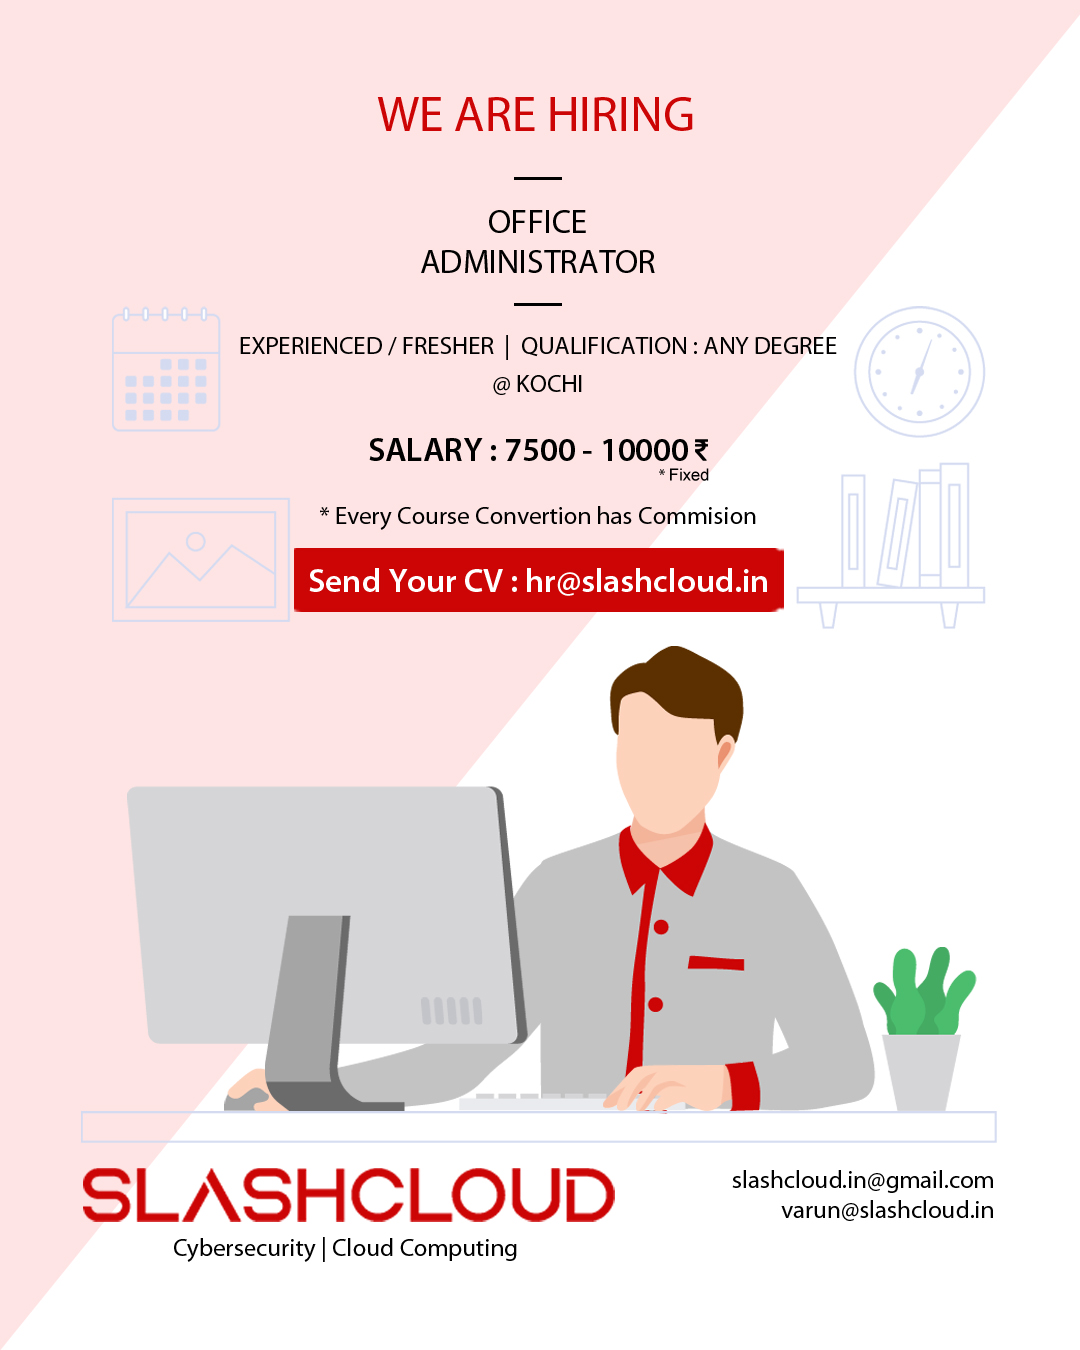 WE ARE HIRING
OFFICE
ADMINISTRATOR
EXPERIENCED / FRESHER | QUALIFICATION : ANY DEGREE
@ KOCHI
SALARY : 7500 - 10000 ₹
* Fixed
* Every Course Convertion has Commision
Send Your CV : hr@slashcloud.in
SLASHCLOUD
Cybersecurity | Cloud Computing
slashcloud.in@gmail.com
varun@slashcloud.in